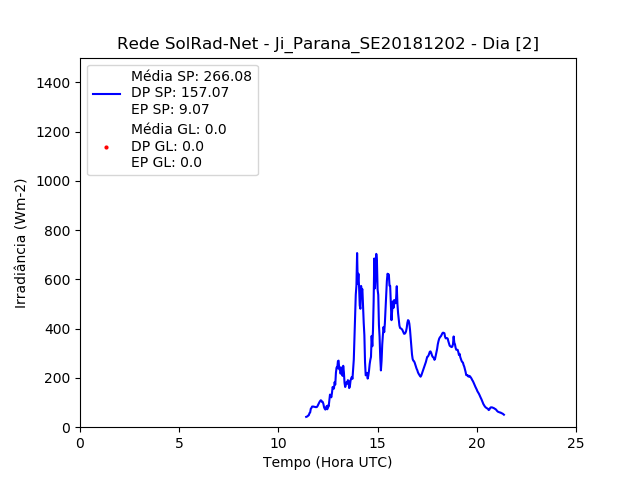 Rede SolRad-Net - Ji_Parana_SE20181202 - Dia [2]
Média SP: 266.08
DP SP: 157.07
EP SP: 9.07
Média GL: 0.0
DP GL: 0.0
EP GL: 0.0
Irradiância (Wm-2)
1400
1200
1000
800
600
400
200
0
0 5 10 15 20 25
Tempo (Hora UTC)